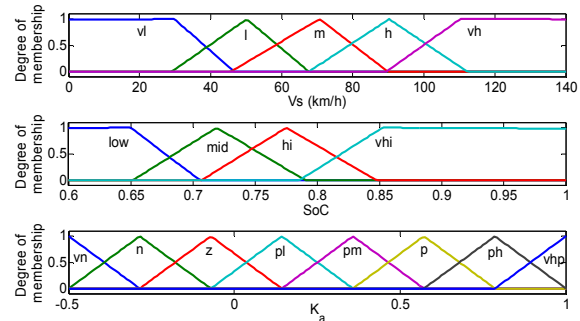 Degree of
membership
1
0.5
0
vl
l
m
h
vh
0 20 40 60 80 100 120 140
Vs (km/h)
Degree of
membership
1
0.5
0
low
mid
hi
vhi
0.6 0.65 0.7 0.75 0.8 0.85 0.9 0.95 1
SoC
Degree of
membership
1
0.5
0
vn
n
z
pl
pm
p
ph
vhp
-0.5 0 0.5 1
K_a